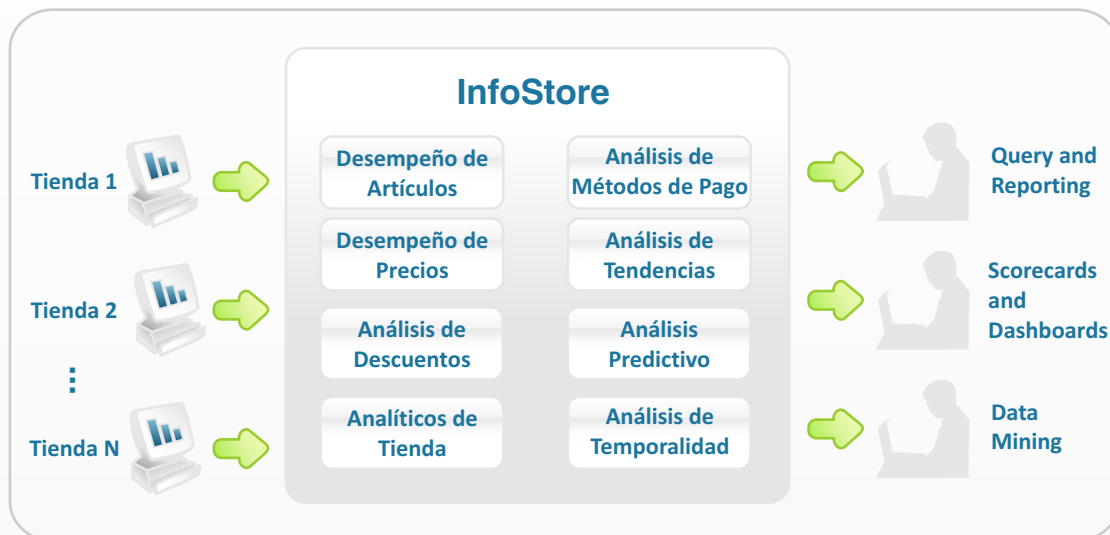 InfoStore
Tienda 1
Tienda 2
⋮
Tienda N
Desempeño de
Artículos
Análisis de
Métodos de Pago
Desempeño de
Precios
Análisis de
Tendencias
Análisis de
Descuentos
Análisis
Predictivo
Analíticos de
Tienda
Análisis de
Temporalidad
Query and
Reporting
Scorecards
and
Dashboards
Data
Mining